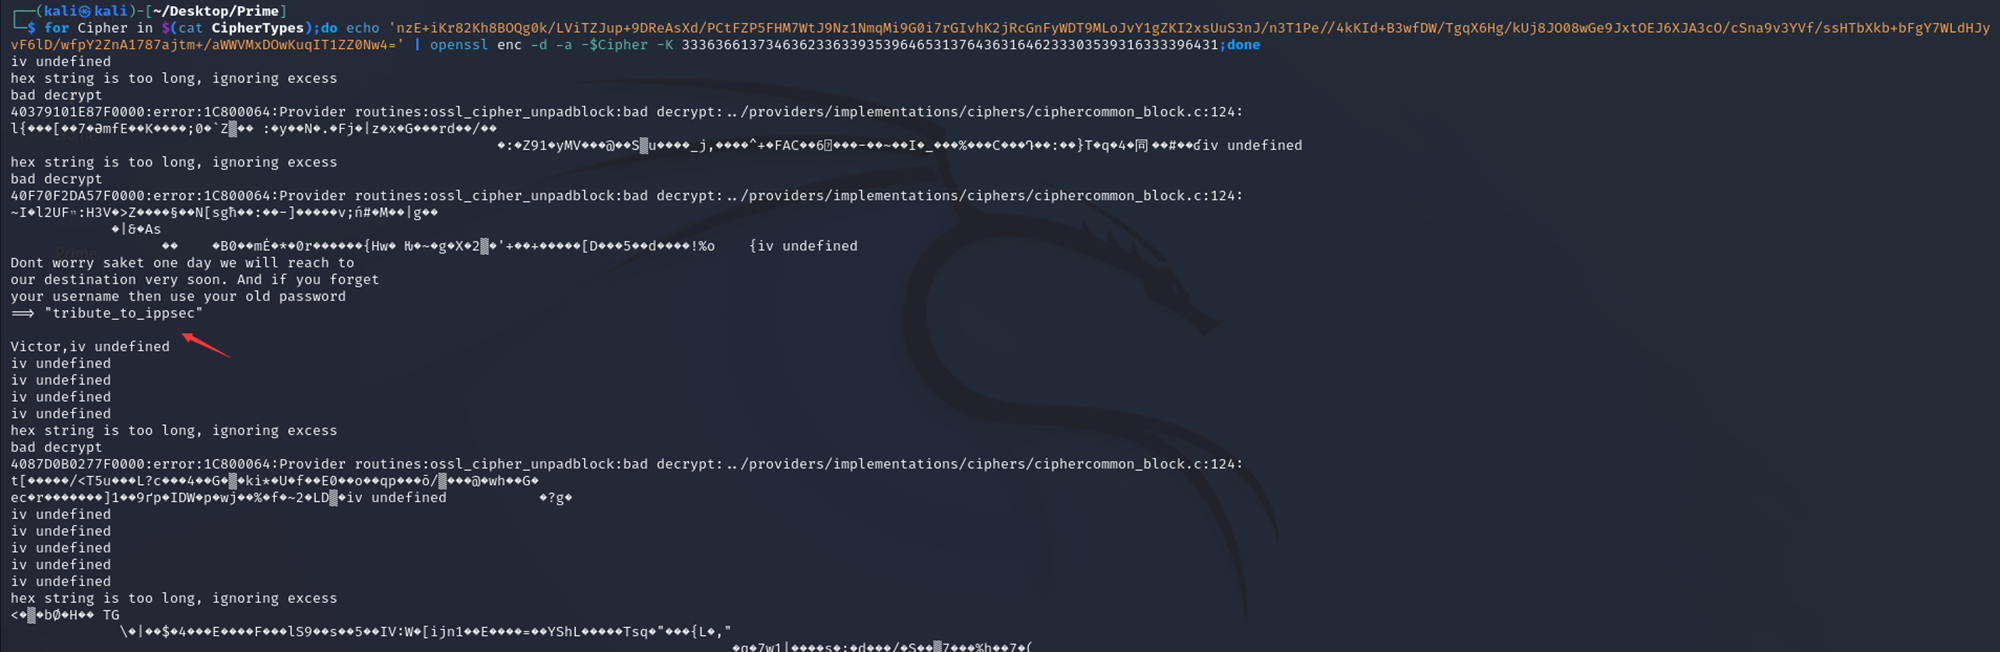 ┌──(kali㉿kali)-[~/Desktop/Prime]
└─$ for Cipher in $(cat CipherTypes);do echo 'nzE+iKr82Kh8BOQg0k/LViTZJup+9DReAsXd/PCtFZP5FHM7WtJ9Nz1NmqMi9G0i7rGIvhK2jRcGnFyWDT9MLoJvY1gZKI2xsUuS3nJ/n3T1Pe//4kKId+B3wfDW/TgqX6Hg/kUj8JO08wGe9JxtOEJ6XJA3cO/cSna9v3YVf/ssHTbXkb+bFgY7WLdHJy
vF6lD/wfpY2ZnA1787ajtm+/aWWVMxDOwKuqIT1ZZ0Nw4=' | openssl enc -d -a -$Cipher -K 3336366137346362336339353964653137643631646233303539316333396431;done
iv undefined
hex string is too long, ignoring excess
bad decrypt
40379101E87F0000:error:1C800064:Provider routines:ossl_cipher_unpadblock:bad decrypt:../providers/implementations/ciphers/ciphercommon_block.c:124:
iv undefined
hex string is too long, ignoring excess
bad decrypt
40F70F2DA57F0000:error:1C800064:Provider routines:ossl_cipher_unpadblock:bad decrypt:../providers/implementations/ciphers/ciphercommon_block.c:124:
{iv undefined
Dont worry saket one day we will reach to
our destination very soon. And if you forget
your username then use your old password
==> "tribute_to_ippsec"
Victor,iv undefined
iv undefined
iv undefined
iv undefined
iv undefined
hex string is too long, ignoring excess
bad decrypt
4087D0B0277F0000:error:1C800064:Provider routines:ossl_cipher_unpadblock:bad decrypt:../providers/implementations/ciphers/ciphercommon_block.c:124:
iv undefined
iv undefined
iv undefined
iv undefined
iv undefined
iv undefined
hex string is too long, ignoring excess